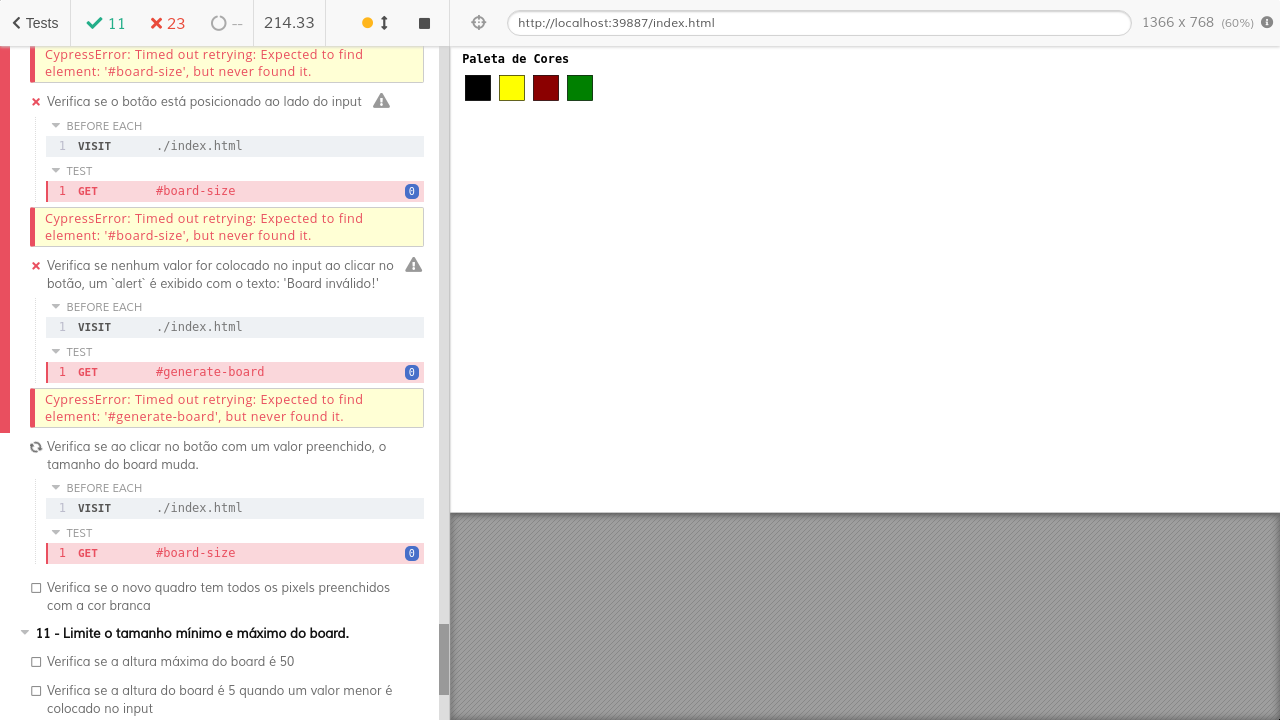 Tests
11
23
--
214.33
http://localhost:39887/index.html
1366 x 768 (60%)
CypressError: Timed out retrying: Expected to find
element: '#board-size', but never found it.
Verifica se o botão está posicionado ao lado do input
BEFORE EACH
1 VISIT ./index.html
TEST
1 GET #board-size 0
CypressError: Timed out retrying: Expected to find
element: '#board-size', but never found it.
Verifica se nenhum valor for colocado no input ao clicar no
botão, um `alert` é exibido com o texto: 'Board inválido!'
BEFORE EACH
1 VISIT ./index.html
TEST
1 GET #generate-board 0
CypressError: Timed out retrying: Expected to find
element: '#generate-board', but never found it.
Verifica se ao clicar no botão com um valor preenchido, o
tamanho do board muda.
BEFORE EACH
1 VISIT ./index.html
TEST
1 GET #board-size 0
Verifica se o novo quadro tem todos os pixels preenchidos
com a cor branca
11 - Limite o tamanho mínimo e máximo do board.
Verifica se a altura máxima do board é 50
Verifica se a altura do board é 5 quando um valor menor é
colocado no input
Paleta de Cores